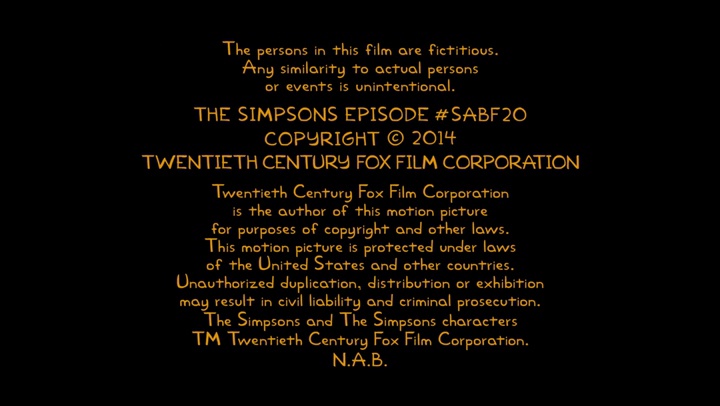 The persons in this film are fictitious.
Any similarity to actual persons
or events is unintentional.
THE SIMPSONS EPISODE #SABF20
COPYRIGHT © 2014
TWENTIETH CENTURY FOX FILM CORPORATION
Twentieth Century Fox Film Corporation
is the author of this motion picture
for purposes of copyright and other laws.
This motion picture is protected under laws
of the United States and other countries.
Unauthorized duplication, distribution or exhibition
may result in civil liability and criminal prosecution.
The Simpsons and The Simpsons characters
TM Twentieth Century Fox Film Corporation.
N.A.B.